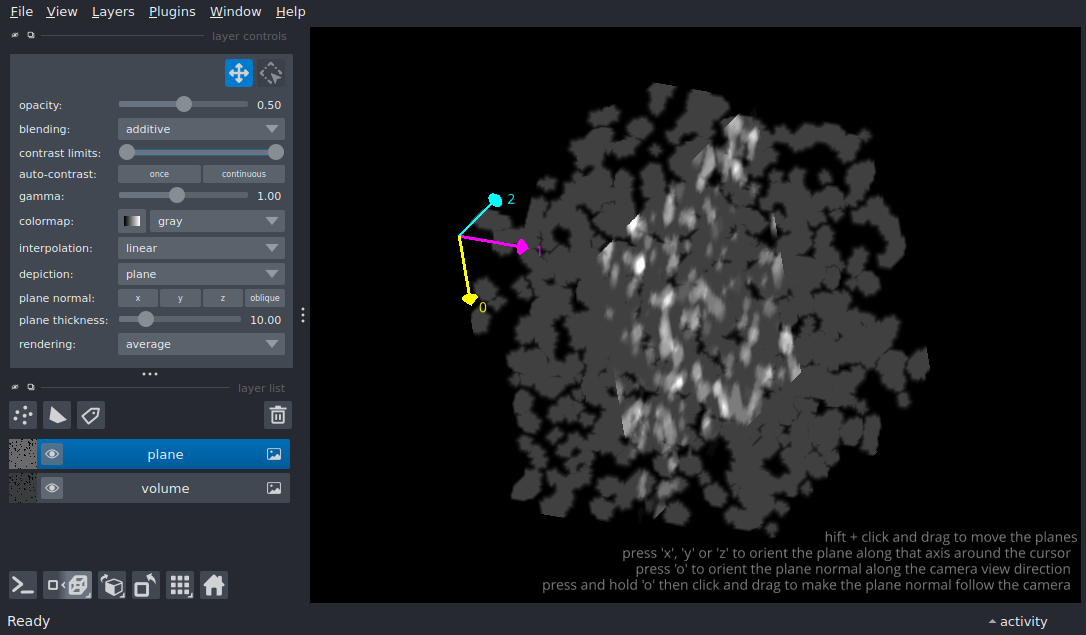 File View Layers Plugins Window Help
layer controls
opacity: 0.50
blending: additive
contrast limits:
auto-contrast: once continuous
gamma: 1.00
colormap: gray
interpolation: linear
depiction: plane
plane normal: x y z oblique
plane thickness: 10.00
rendering: average
layer list
plane
volume
2
1
0
hift + click and drag to move the planes
press 'x', 'y' or 'z' to orient the plane along that axis around the cursor
press 'o' to orient the plane normal along the camera view direction
press and hold 'o' then click and drag to make the plane normal follow the camera
Ready
activity